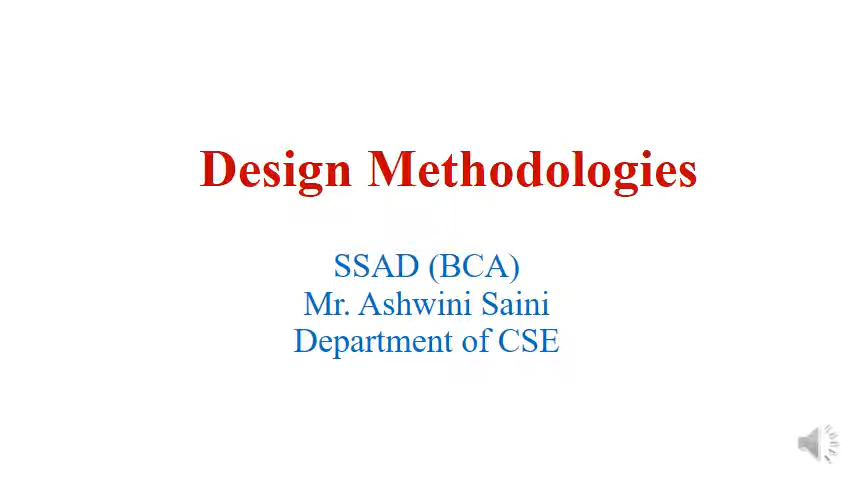 Design Methodologies
SSAD (BCA)
Mr. Ashwini Saini
Department of CSE